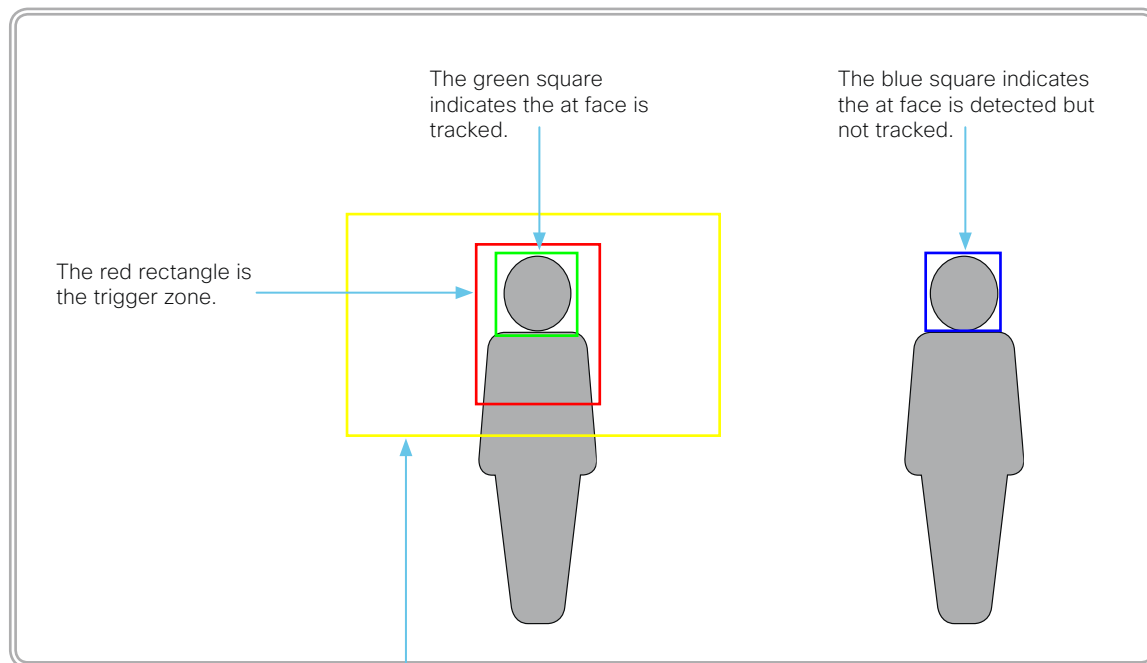 The green square
indicates the at face is
tracked.
The blue square indicates
the at face is detected but
not tracked.
The red rectangle is
the trigger zone.